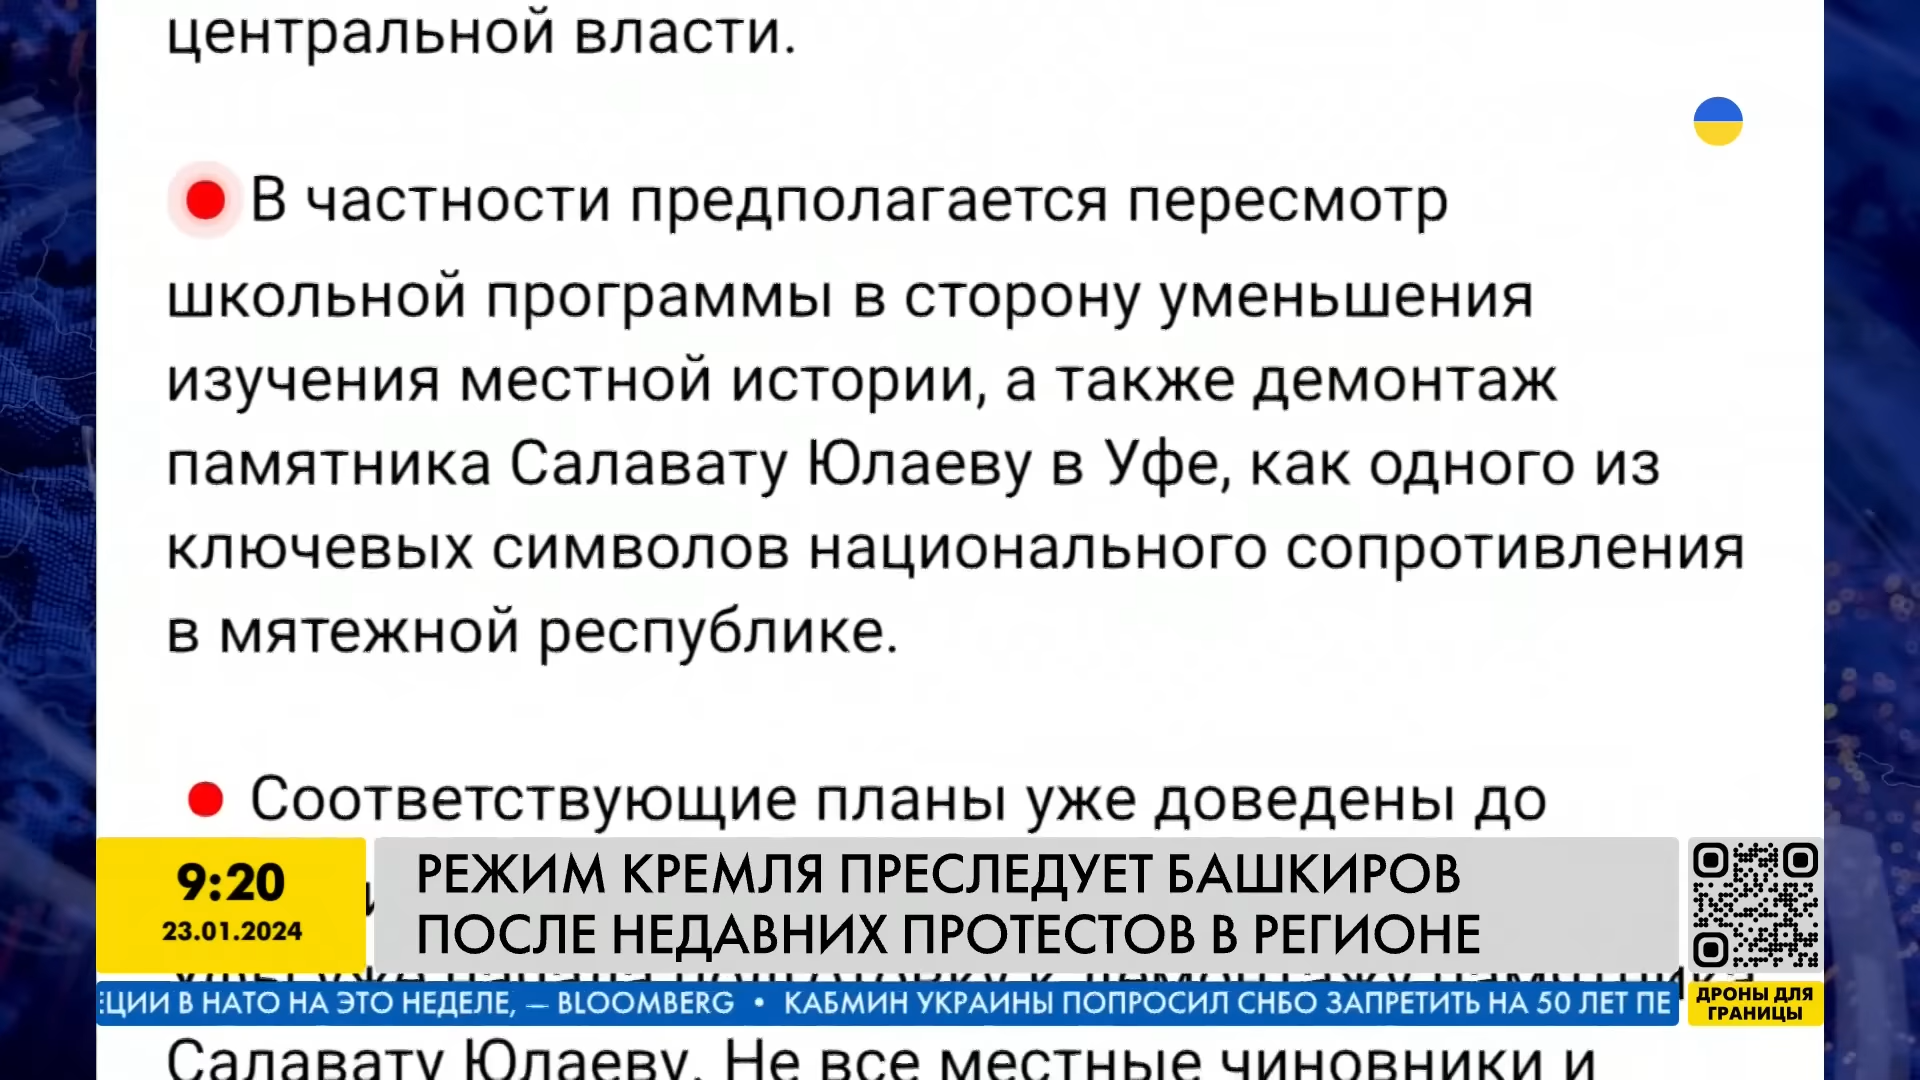 центральной власти.
В частности предполагается пересмотр
школьной программы в сторону уменьшения
изучения местной истории, а также демонтаж
памятника Салавату Юлаеву в Уфе, как одного из
ключевых символов национального сопротивления
в мятежной республике.
Соответствующие планы уже доведены до
9:20
23.01.2024
РЕЖИМ КРЕМЛЯ ПРЕСЛЕДУЕТ БАШКИРОВ
ПОСЛЕ НЕДАВНИХ ПРОТЕСТОВ В РЕГИОНЕ
ЕЦИИ В НАТО НА ЭТО НЕДЕЛЕ, — BLOOMBERG • КАБМИН УКРАИНЫ ПОПРОСИЛ СНБО ЗАПРЕТИТЬ НА 50 ЛЕТ ПЕ
ДРОНЫ ДЛЯ
ГРАНИЦЫ
Салавату Юлаеву. Не все местные чиновники и